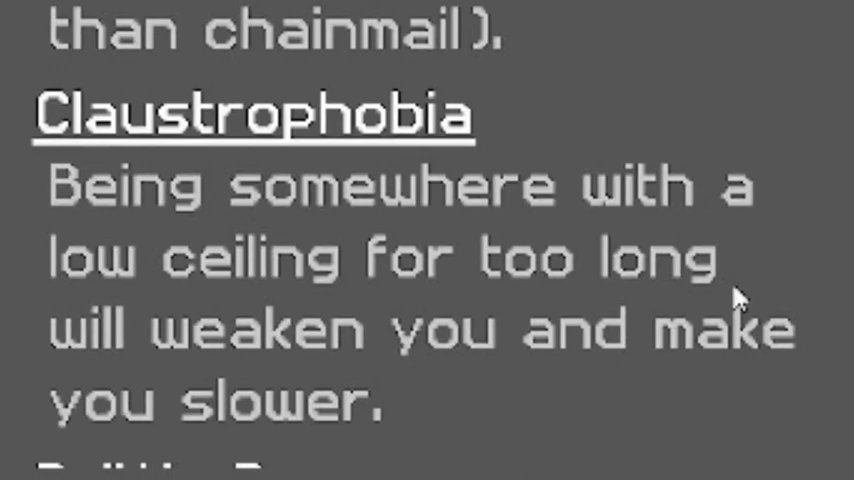 than chainmail).
Claustrophobia
Being somewhere with a
low ceiling for too long
will weaken you and make
you slower.